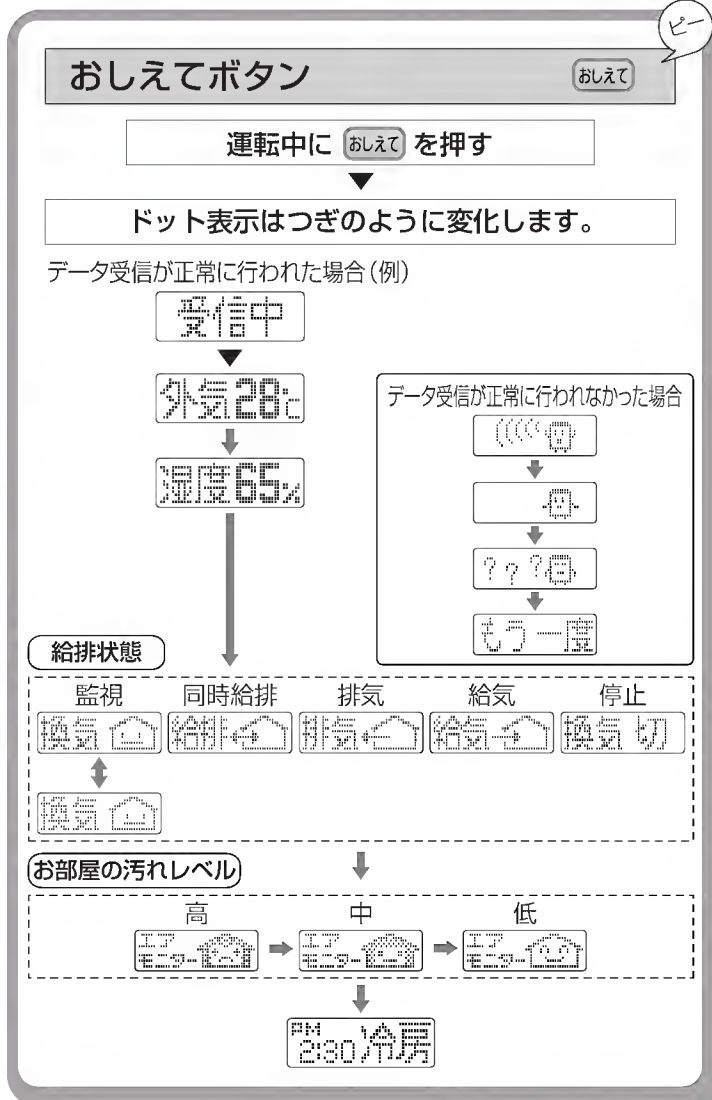 ピー
おしえてボタン おしえて
運転中に おしえて を押す
ドット表示はつぎのように変化します。
データ受信が正常に行われた場合(例)
受信中
外気28℃
湿度65%
データ受信が正常に行われなかった場合
? ? ?
もう一度
給排状態
監視 同時給排 排気 給気 停止
換気 給排 排気 給気 換気 切
換気
お部屋の汚れレベル
高 中 低
エア エア エア
モニター モニター モニター
PM
2:30 冷房